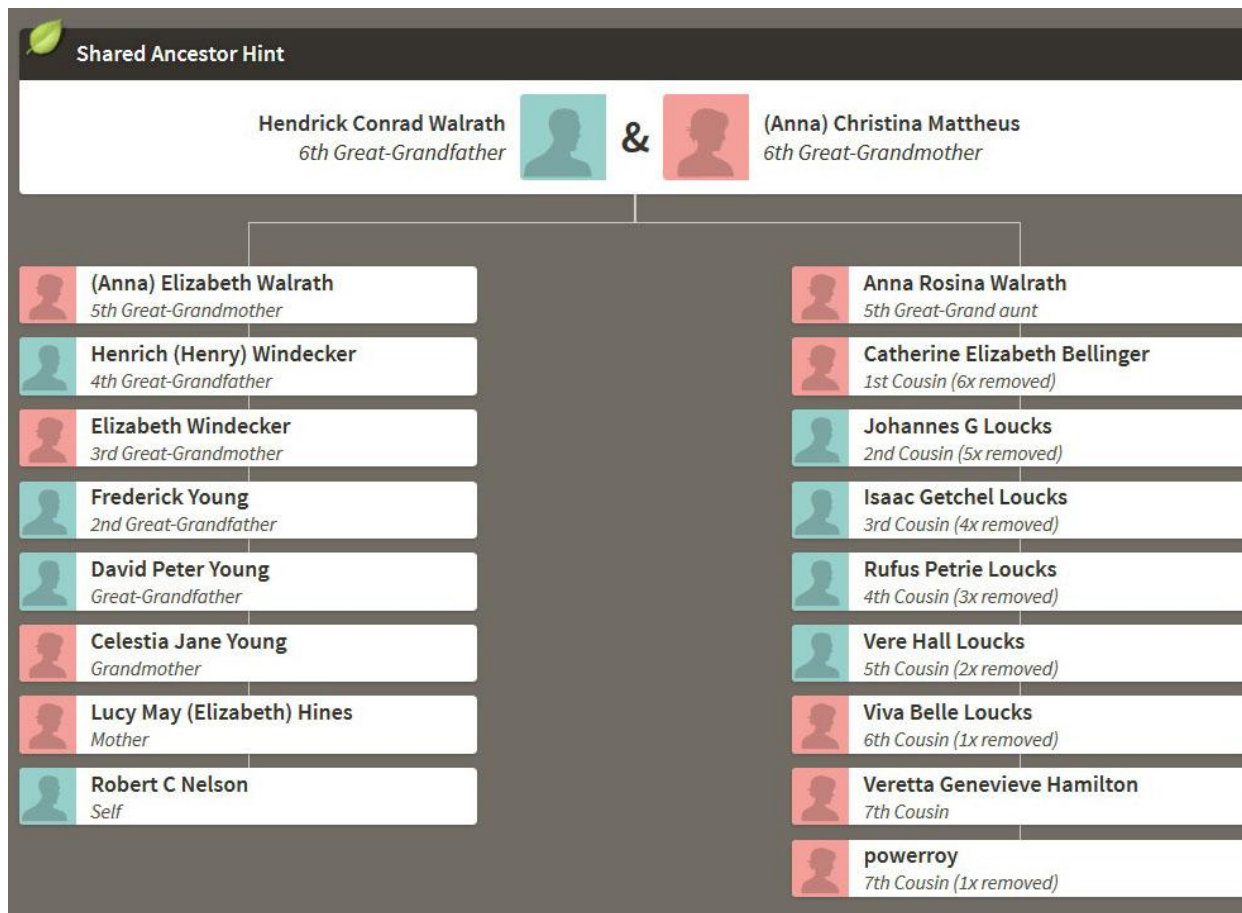 Shared Ancestor Hint
Hendrick Conrad Walrath
6th Great-Grandfather
&
(Anna) Christina Mattheus
6th Great-Grandmother
(Anna) Elizabeth Walrath
5th Great-Grandmother
Henrich (Henry) Windecker
4th Great-Grandfather
Elizabeth Windecker
3rd Great-Grandmother
Frederick Young
2nd Great-Grandfather
David Peter Young
Great-Grandfather
Celestia Jane Young
Grandmother
Lucy May (Elizabeth) Hines
Mother
Robert C Nelson
Self
Anna Rosina Walrath
5th Great-Grand aunt
Catherine Elizabeth Bellinger
1st Cousin (6x removed)
Johannes G Loucks
2nd Cousin (5x removed)
Isaac Getchel Loucks
3rd Cousin (4x removed)
Rufus Petrie Loucks
4th Cousin (3x removed)
Vere Hall Loucks
5th Cousin (2x removed)
Viva Belle Loucks
6th Cousin (1x removed)
Veretta Genevieve Hamilton
7th Cousin
powerroy
7th Cousin (1x removed)